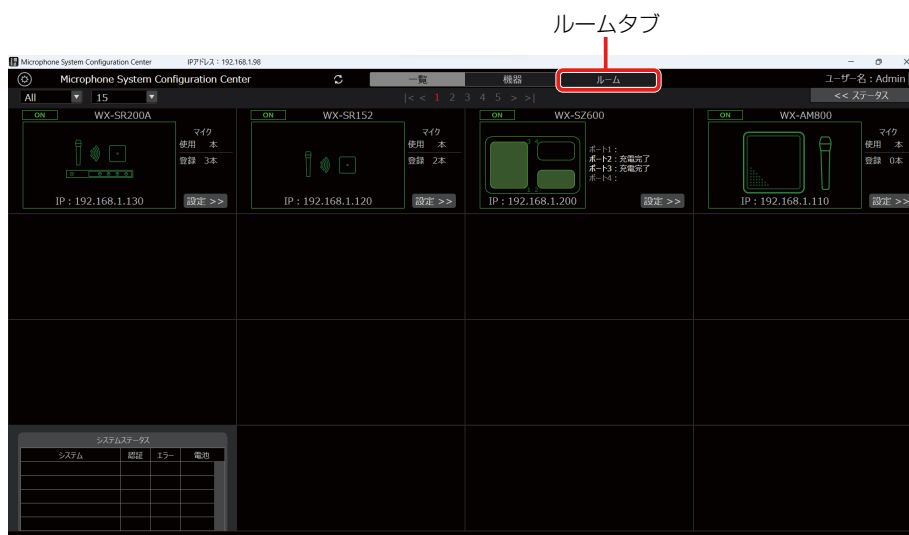 ルームタブ
Microphone System Configuration Center IPアドレス：192.168.1.98
Microphone System Configuration Center 一覧 機器 ルーム ユーザー名：Admin
All 15 |< < 1 2 3 4 5 > >| << ステータス
ON WX-SR200A
マイク
使用 本
登録 3本
IP：192.168.1.130 設定 >>
ON WX-SR152
マイク
使用 本
登録 2本
IP：192.168.1.120 設定 >>
ON WX-SZ600
3 4
1 2
ポート1：
ポート2：充電完了
ポート3：充電完了
ポート4：
IP：192.168.1.200 設定 >>
ON WX-AM800
マイク
使用 本
登録 0本
IP：192.168.1.110 設定 >>
システムステータス
システム 認証 エラー 電池